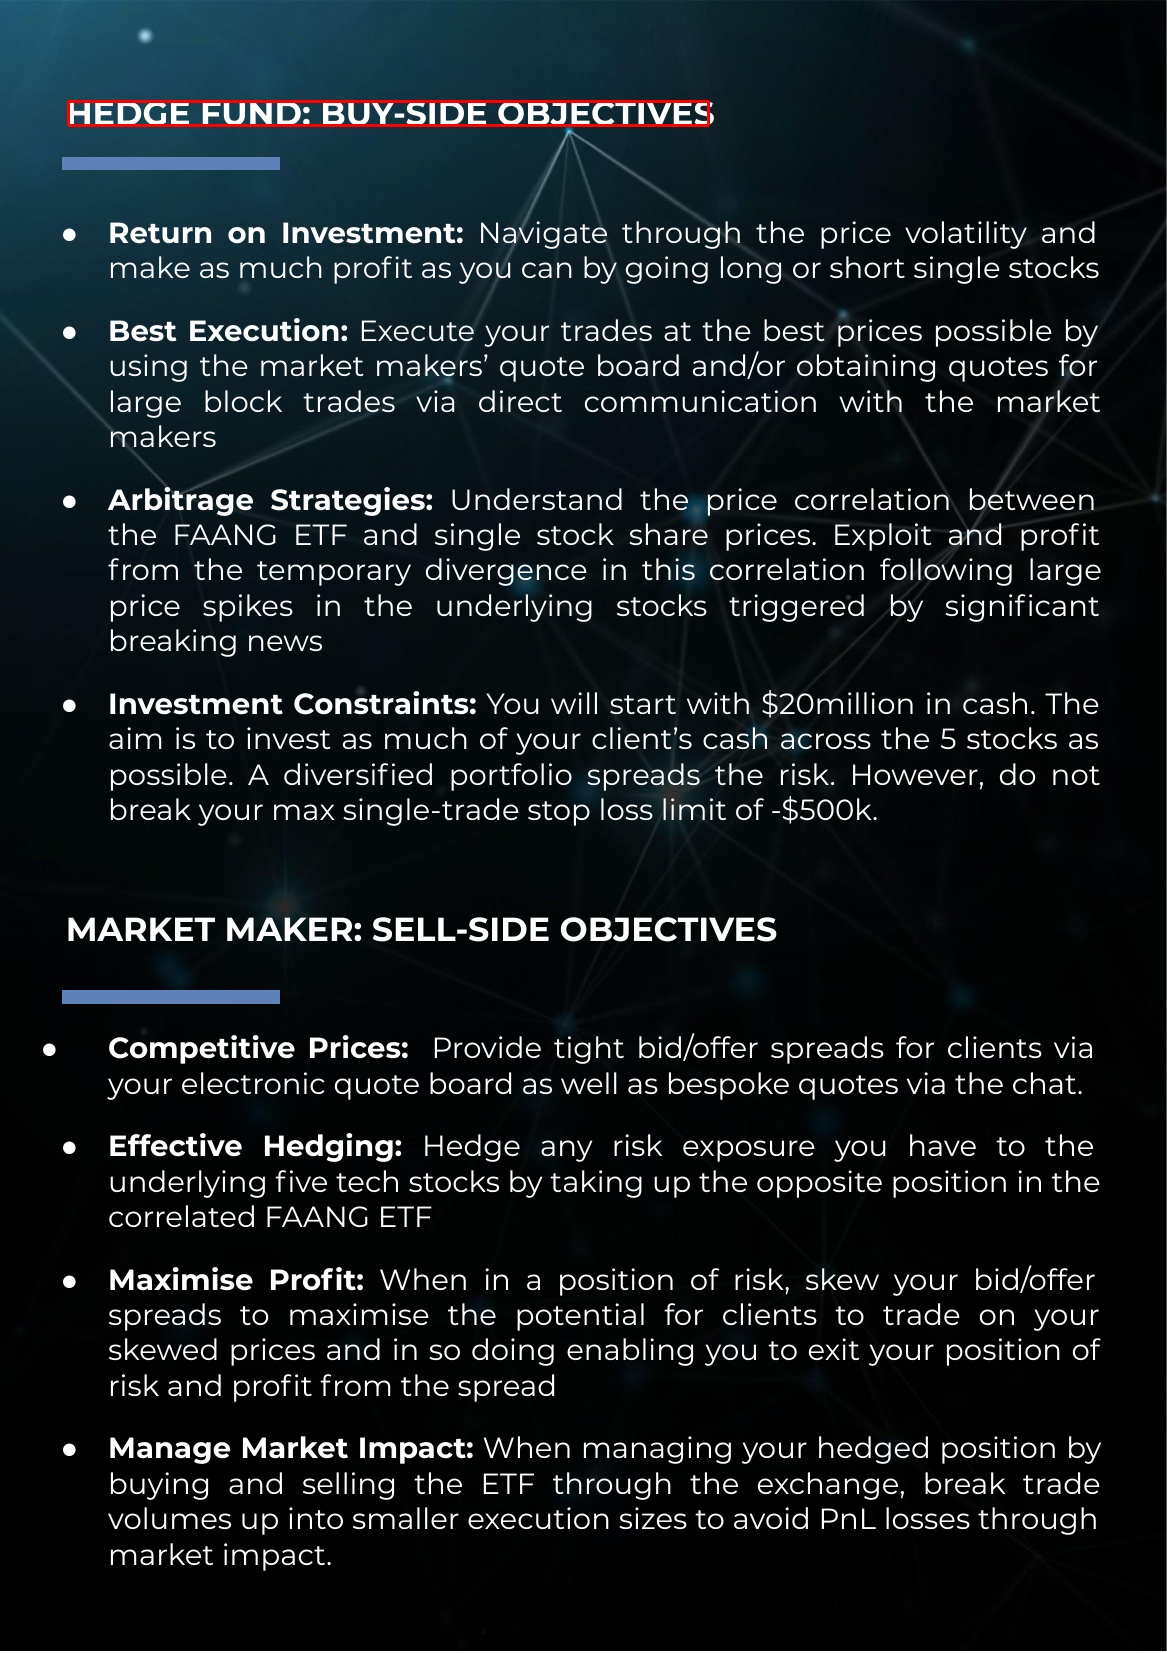 HEDGE FUND: BUY-SIDE OBJECTIVES
● Return on Investment: Navigate through the price volatility and
make as much profit as you can by going long or short single stocks
● Best Execution: Execute your trades at the best prices possible by
using the market makers’ quote board and/or obtaining quotes for
large block trades via direct communication with the market
makers
● Arbitrage Strategies: Understand the price correlation between
the FAANG ETF and single stock share prices. Exploit and profit
from the temporary divergence in this correlation following large
price spikes in the underlying stocks triggered by significant
breaking news
● Investment Constraints: You will start with $20million in cash. The
aim is to invest as much of your client’s cash across the 5 stocks as
possible. A diversified portfolio spreads the risk. However, do not
break your max single-trade stop loss limit of -$500k.
MARKET MAKER: SELL-SIDE OBJECTIVES
● Competitive Prices: Provide tight bid/offer spreads for clients via
your electronic quote board as well as bespoke quotes via the chat.
● Effective Hedging: Hedge any risk exposure you have to the
underlying five tech stocks by taking up the opposite position in the
correlated FAANG ETF
● Maximise Profit: When in a position of risk, skew your bid/offer
spreads to maximise the potential for clients to trade on your
skewed prices and in so doing enabling you to exit your position of
risk and profit from the spread
● Manage Market Impact: When managing your hedged position by
buying and selling the ETF through the exchange, break trade
volumes up into smaller execution sizes to avoid PnL losses through
market impact.